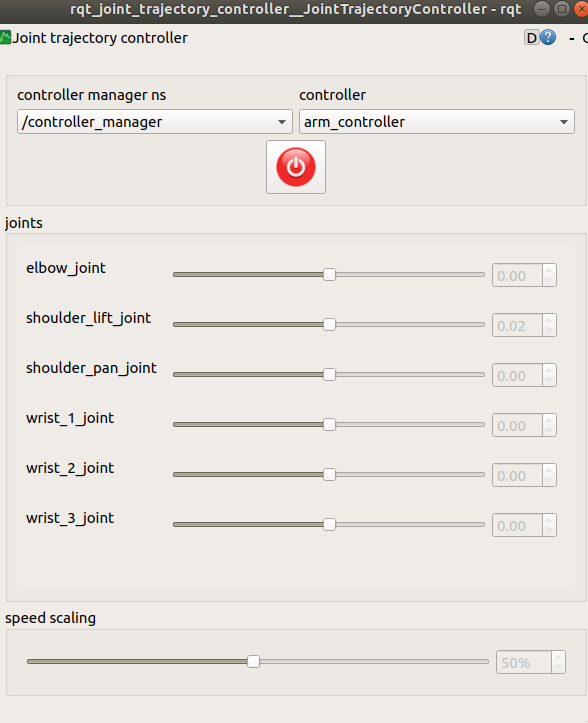 rqt_joint_trajectory_controller__JointTrajectoryController - rqt
Joint trajectory controller D ? - C
controller manager ns controller
/controller_manager arm_controller
joints
elbow_joint 0.00
shoulder_lift_joint 0.02
shoulder_pan_joint 0.00
wrist_1_joint 0.00
wrist_2_joint 0.00
wrist_3_joint 0.00
speed scaling
50%